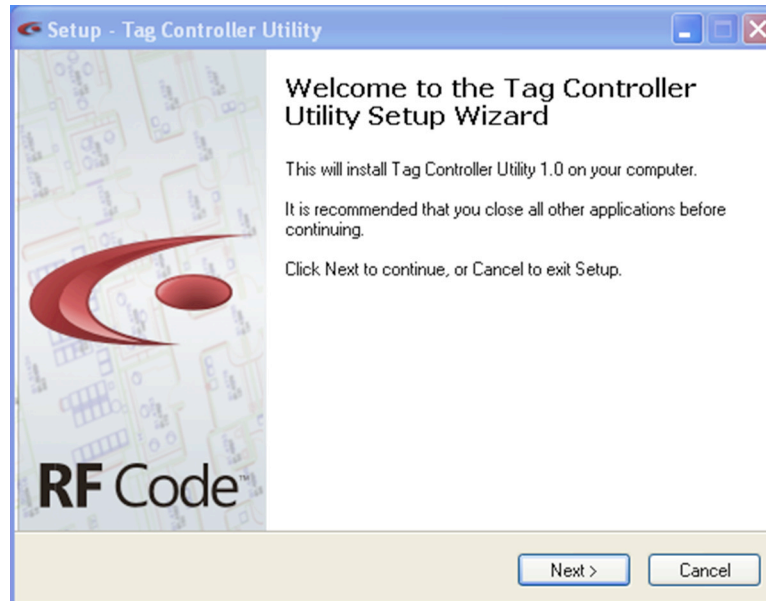 Setup - Tag Controller Utility
Welcome to the Tag Controller
Utility Setup Wizard
This will install Tag Controller Utility 1.0 on your computer.
It is recommended that you close all other applications before
continuing.
Click Next to continue, or Cancel to exit Setup.
RF Code™
Next >
Cancel